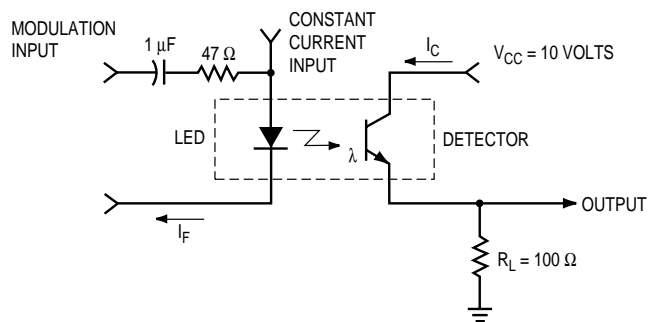 MODULATION
INPUT
1 μF
47 Ω
CONSTANT
CURRENT
INPUT
I_C
V_CC = 10 VOLTS
LED
λ
DETECTOR
I_F
OUTPUT
R_L = 100 Ω